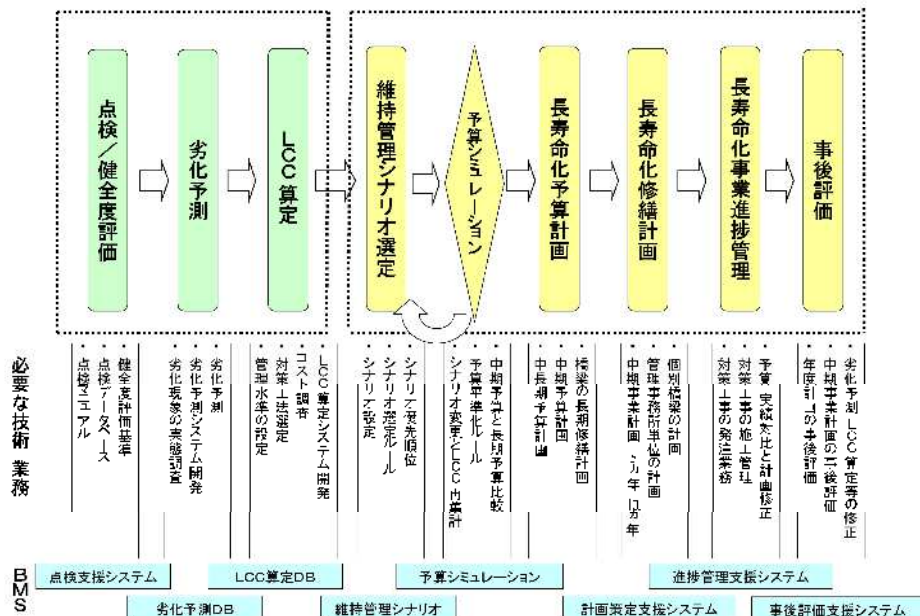 点検／健全度評価
劣化予測
LCC算定
維持管理シナリオ選定
予算シミュレーション
長寿命化予算計画
長寿命化修繕計画
長寿命化事業進捗管理
事後評価
必要な技術 業務
・健全度評価基準
・点検データベース
・点検マニュアル
・劣化予測
・劣化予測システム開発
・劣化現象の実態調査
・LCC算定システム開発
コスト調査
・対策工法選定
・管理水準の設定
・シナリオ優先順位
・シナリオ選定ルール
・シナリオ設定
・中期予算と長期予算比較
・予算平準化ルール
・シナリオ変更とLCC再集計
・橋梁の長期修繕計画
・中期予算計画
・中長期予算計画
・個別橋梁の計画
・管理事務所単位の計画
・中期事業計画
・予算 実績対比と計画修正
・対策工事の施工管理
・対策工事の発注業務
・劣化予測 LCC算定等の修正
・中期事業計画の事後評価
・年度計画の事後評価
BMS
点検支援システム
LCC算定DB
予算シミュレーション
進捗管理支援システム
劣化予測DB
維持管理シナリオ
計画策定支援システム
事後評価支援システム